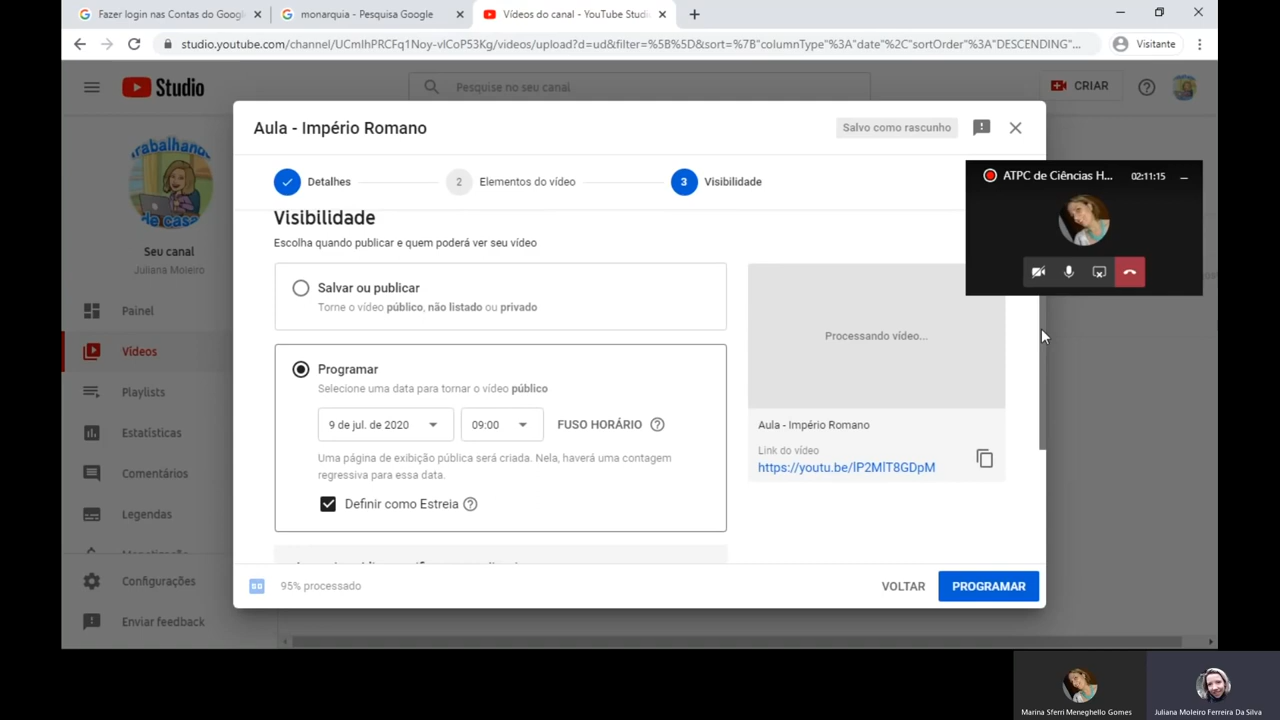 Fazer login nas Contas do Googl
monarquia - Pesquisa Google
Vídeos do canal - YouTube Studi
studio.youtube.com/channel/UCmIhPRCFq1Noy-vlCoP53Kg/videos/upload?d=ud&filter=%5B%5D&sort=%7B"columnType"%3A"date"%2C"sortOrder"%3A"DESCENDING"...
Visitante
Studio
Pesquise no seu canal
CRIAR
Aula - Império Romano
Salvo como rascunho
Detalhes
2
Elementos do vídeo
3
Visibilidade
ATPC de Ciências H...
02:11:15
Trabalhando
de casa
Seu canal
Juliana Moleiro
Painel
Vídeos
Playlists
Estatísticas
Comentários
Legendas
Configurações
Enviar feedback
Visibilidade
Escolha quando publicar e quem poderá ver seu vídeo
Salvar ou publicar
Torne o vídeo público, não listado ou privado
Programar
Selecione uma data para tornar o vídeo público
9 de jul. de 2020
09:00
FUSO HORÁRIO
Uma página de exibição pública será criada. Nela, haverá uma contagem
regressiva para essa data.
Definir como Estreia
Processando vídeo...
Aula - Império Romano
Link do vídeo
https://youtu.be/lP2MlT8GDpM
95% processado
VOLTAR
PROGRAMAR
Marina Sferri Meneghello Gomes
Juliana Moleiro Ferreira Da Silva